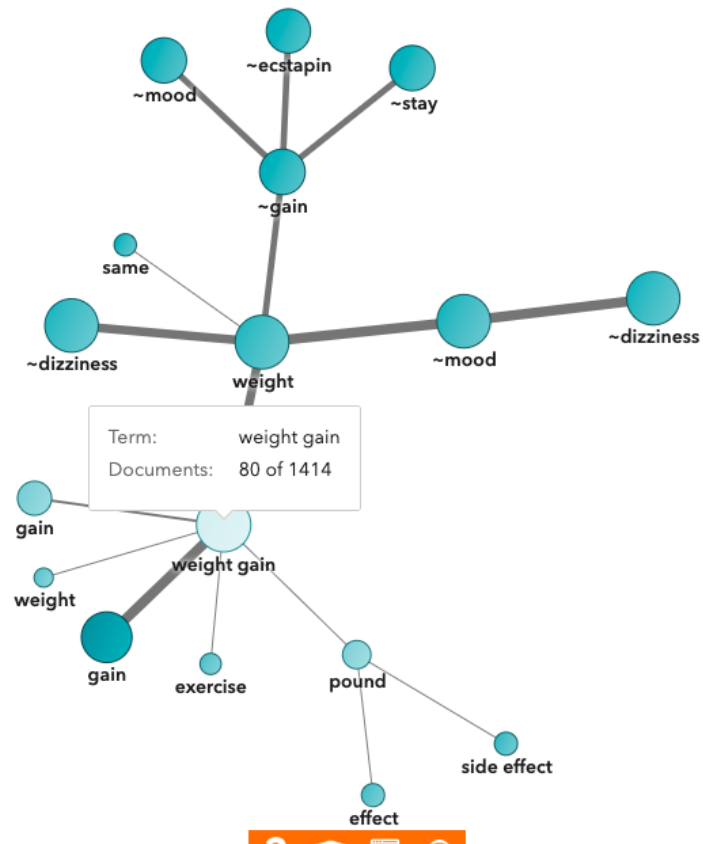 ~ecstapin
~mood
~stay
~gain
same
~dizziness
~dizziness
~mood
weight
Term: weight gain
Documents: 80 of 1414
gain
weight gain
weight
gain
exercise
pound
side effect
effect